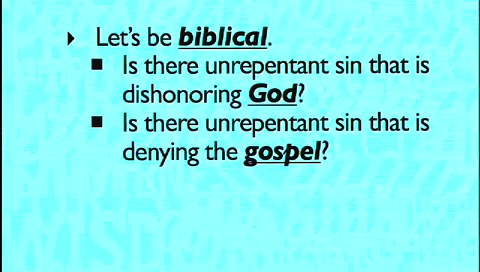 Let's be biblical.
Is there unrepentant sin that is
dishonoring God?
Is there unrepentant sin that is
denying the gospel?